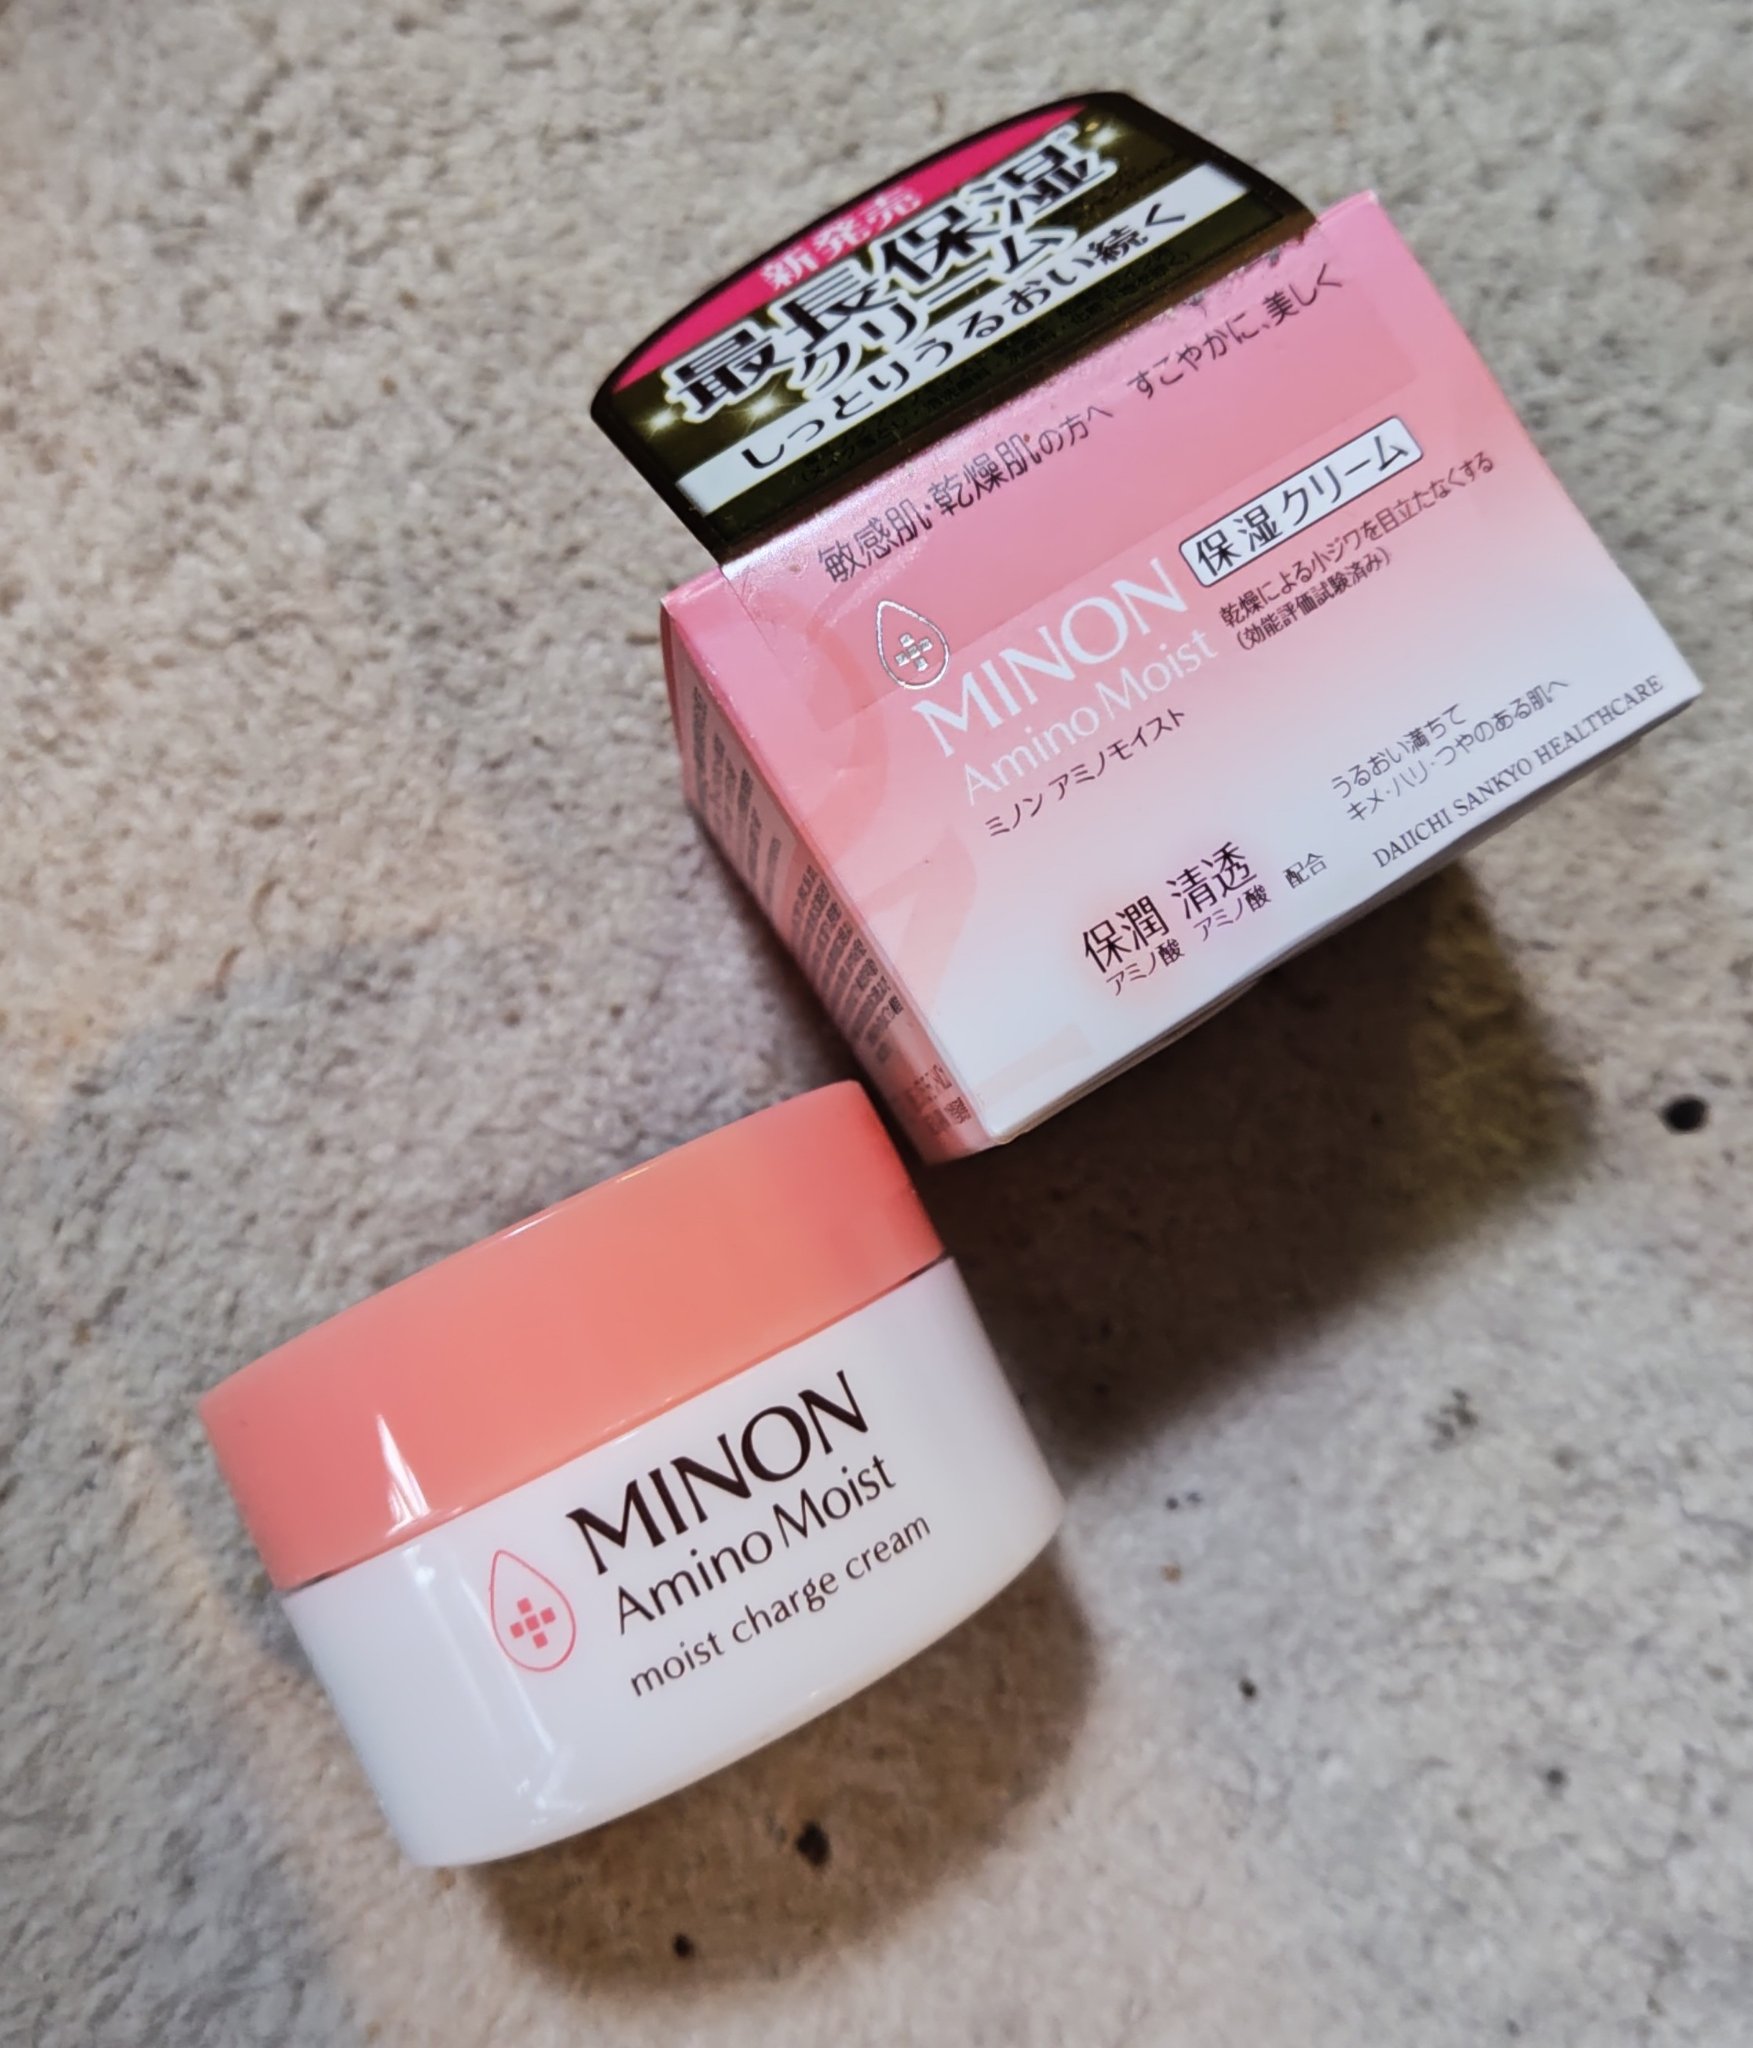 新発売
最長保湿
クリーム
しっとりうるおい続く
敏感肌・乾燥肌の方へ すこやかに、美しく
MINON
Amino Moist
ミノン アミノモイスト
保湿クリーム
乾燥による小ジワを目立たなくする
(効能評価試験済み)
保潤 清透
アミノ酸 アミノ酸 配合
うるおい満ちて
キメ・ハリ・つやのある肌へ
DAIICHI SANKYO HEALTHCARE
MINON
Amino Moist
moist charge cream